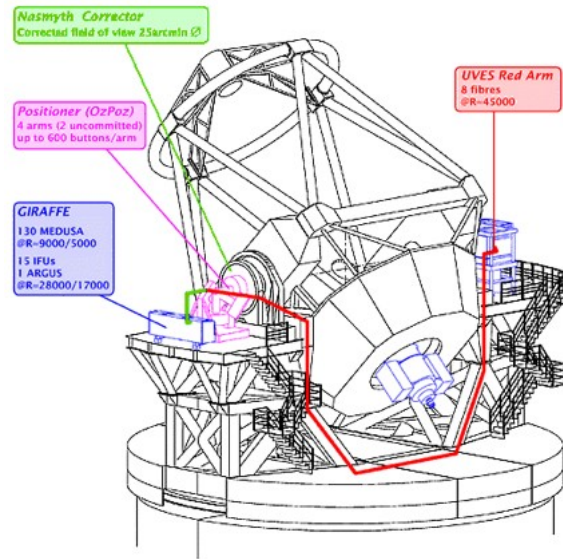 Nasmyth Corrector
Corrected field of view 25arcmin Ø
Positioner (OzPoz)
4 arms (2 uncommitted)
up to 600 buttons/arm
GIRAFFE
130 MEDUSA
@R=9000/5000
15 IFUs
1 ARGUS
@R=28000/17000
UVES Red Arm
8 fibres
@R=45000